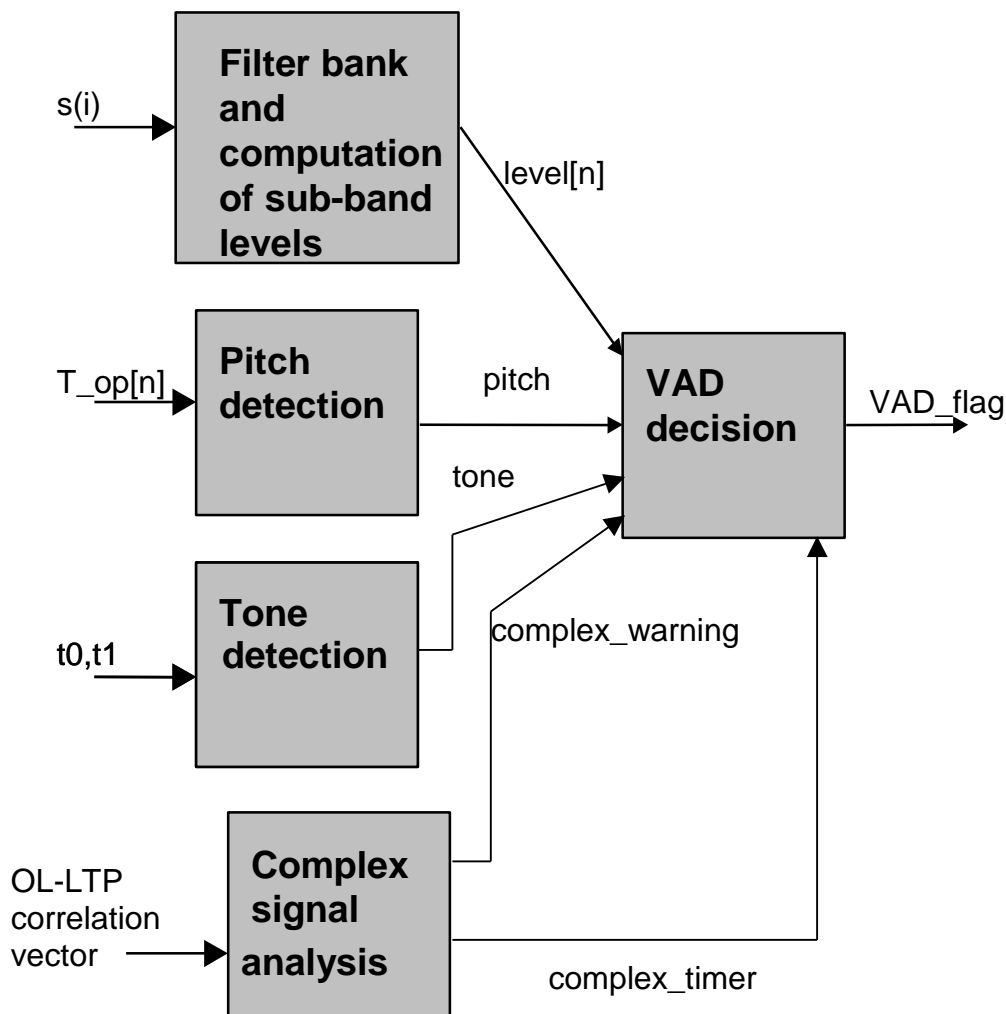 Filter bank
and
computation
of sub-band
levels
s(i)
level[n]
Pitch
detection
T_op[n]
pitch
VAD
decision
VAD_flag
tone
Tone
detection
t0,t1
complex_warning
Complex
signal
analysis
OL-LTP
correlation
vector
complex_timer